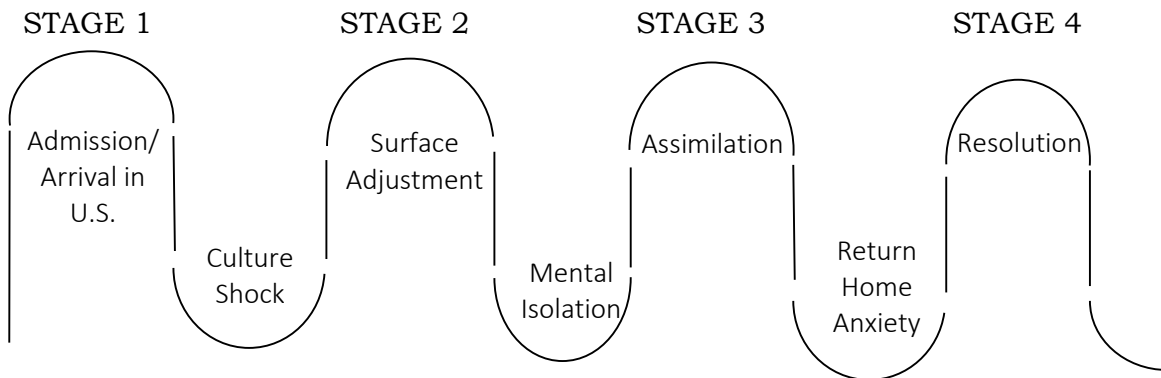 STAGE 1
STAGE 2
STAGE 3
STAGE 4
Admission/
Arrival in
U.S.
Culture
Shock
Surface
Adjustment
Mental
Isolation
Assimilation
Return
Home
Anxiety
Resolution